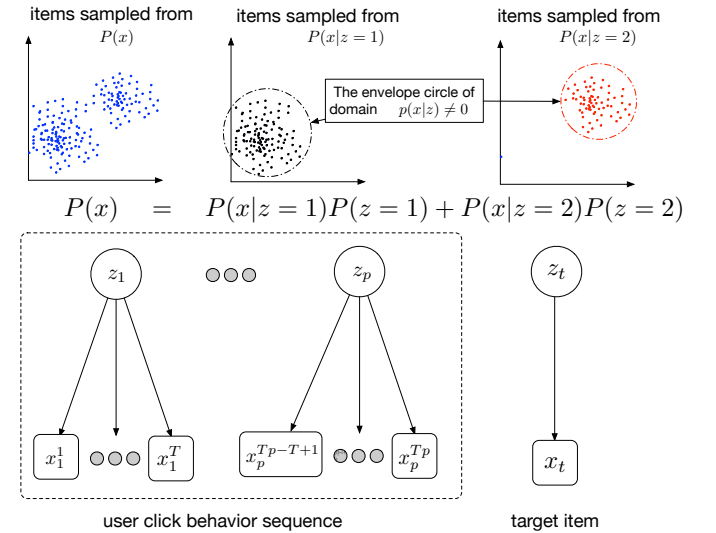 items sampled from
P(x)
items sampled from
P(x|z = 1)
items sampled from
P(x|z = 2)
The envelope circle of
domain p(x|z) ≠ 0
P(x) = P(x|z = 1)P(z = 1) + P(x|z = 2)P(z = 2)
z_1
z_p
z_t
x_1^1
x_1^T
x_p^{Tp−T+1}
x_p^{Tp}
x_t
user click behavior sequence
target item